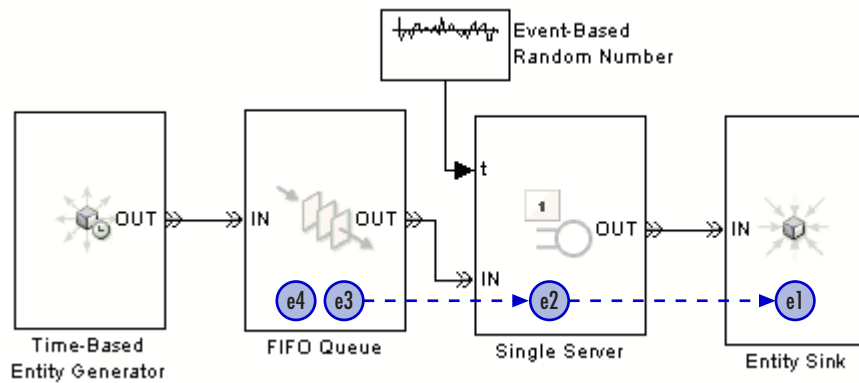 Event-Based
Random Number
t
1
OUT
IN
OUT
OUT
IN
IN
e4
e3
e2
e1
Time-Based
Entity Generator
FIFO Queue
Single Server
Entity Sink